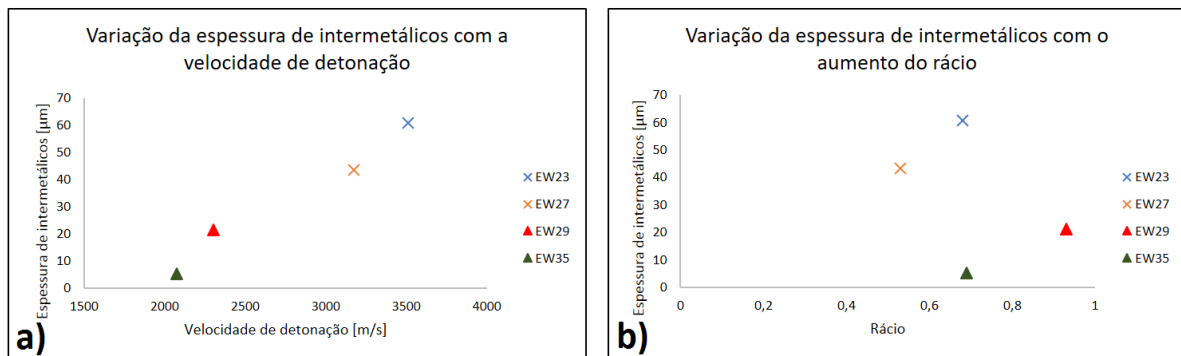 Variação da espessura de intermetálicos com a
velocidade de detonação
Espessura de intermetálicos [µm]
70
60
50
40
30
20
10
0
1500 2000 2500 3000 3500 4000
Velocidade de detonação [m/s]
EW23
EW27
EW29
EW35
a)
Variação da espessura de intermetálicos com o
aumento do rácio
Espessura de intermetálicos [µm]
70
60
50
40
30
20
10
0
0 0,2 0,4 0,6 0,8 1
Rácio
EW23
EW27
EW29
EW35
b)